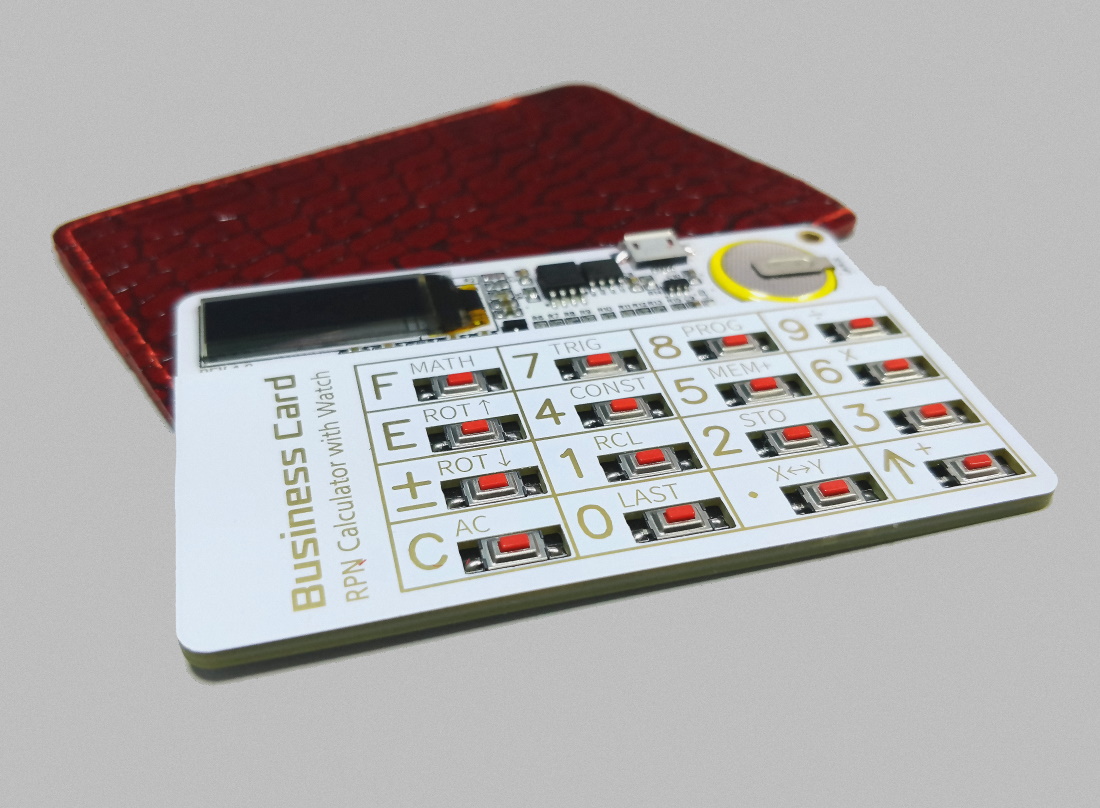 Business Card
RPN Calculator with Watch
F MATH
7 TRIG
8 PROG
9 ÷
E ROT ↑
4 CONST
5 MEM+
6 X
± ROT ↓
1 RCL
2 STO
3 −
C AC
0 LAST
. X↔Y
↑ +